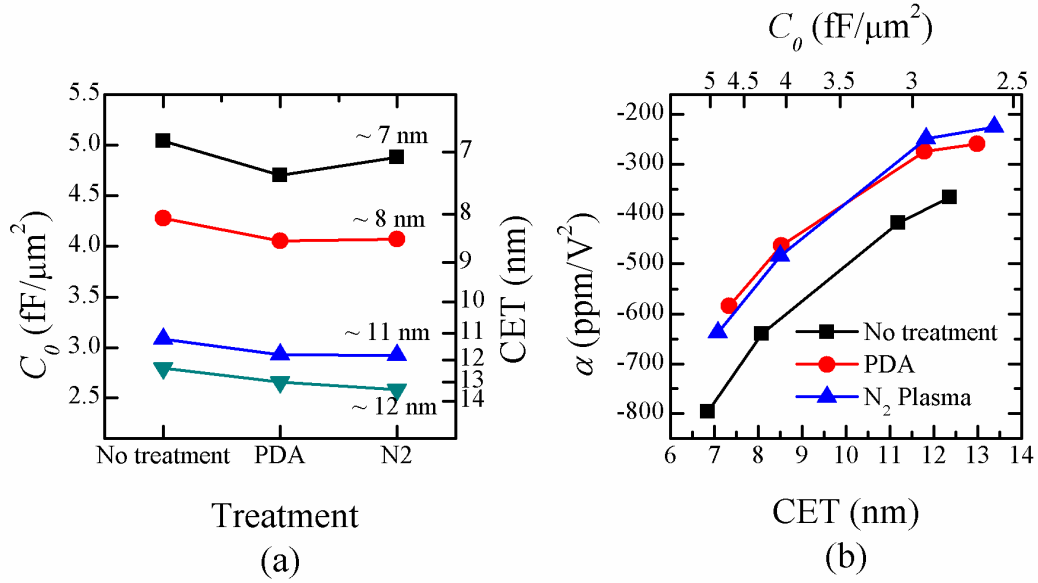 (a)
C0 (fF/μm2)
5.5
5.0
4.5
4.0
3.5
3.0
2.5
~ 7 nm
~ 8 nm
~ 11 nm
~ 12 nm
7
8
9
10
11
12
13
14
CET (nm)
No treatment PDA N2
Treatment
(a)
(b)
C0 (fF/μm2)
5 4.5 4 3.5 3 2.5
α (ppm/V2)
-200
-300
-400
-500
-600
-700
-800
No treatment
PDA
N2 Plasma
6 7 8 9 10 11 12 13 14
CET (nm)
(b)